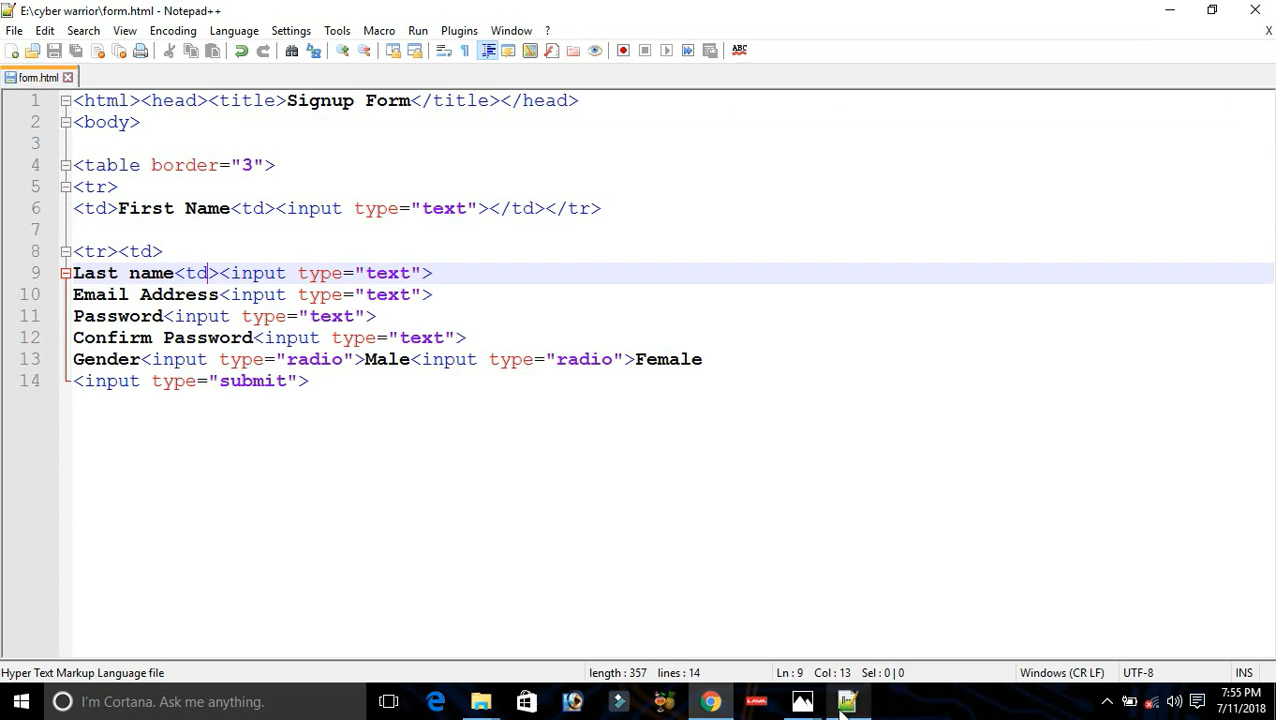 E:\cyber warrior\form.html - Notepad++
File Edit Search View Encoding Language Settings Tools Macro Run Plugins Window ? X
ABC
form.html
1 <html><head><title>Signup Form</title></head>
2 <body>
3
4 <table border="3">
5 <tr>
6 <td>First Name<td><input type="text"></td></tr>
7
8 <tr><td>
9 Last name<td><input type="text">
10 Email Address<input type="text">
11 Password<input type="text">
12 Confirm Password<input type="text">
13 Gender<input type="radio">Male<input type="radio">Female
14 <input type="submit">
Hyper Text Markup Language file length : 357 lines : 14 Ln : 9 Col : 13 Sel : 0 | 0 Windows (CR LF) UTF-8 INS
I'm Cortana. Ask me anything. LAVA 7:55 PM
7/11/2018